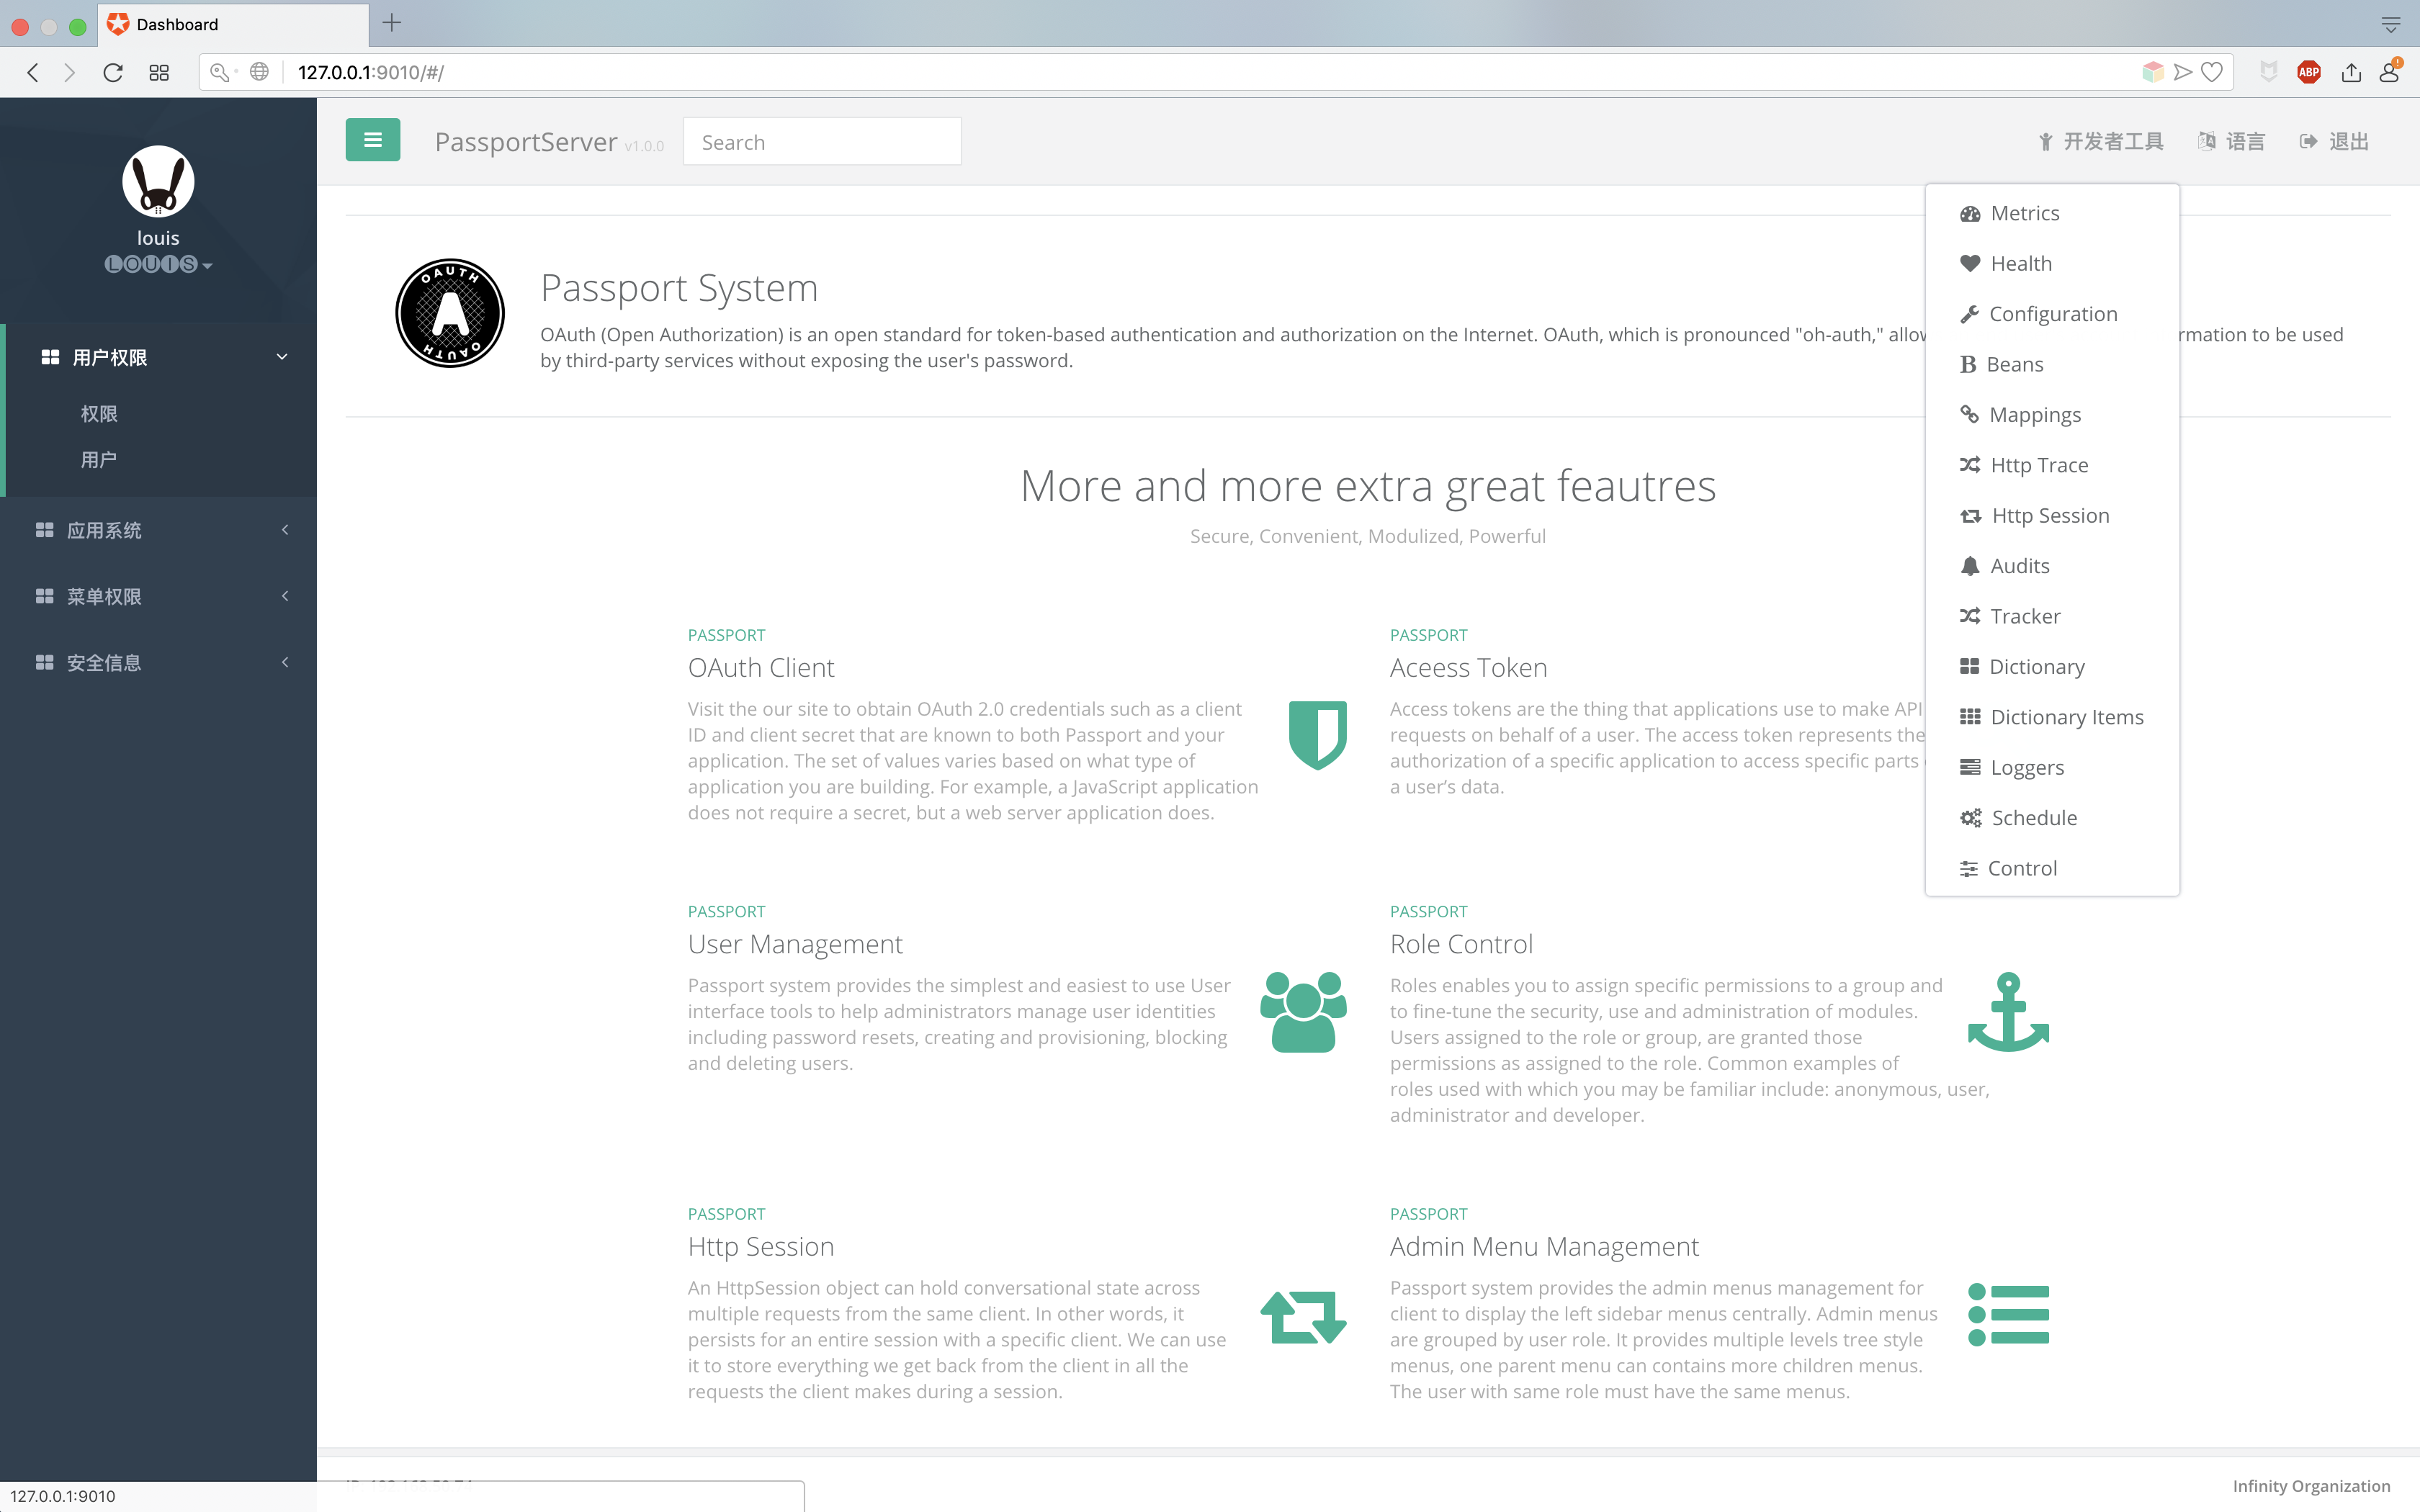 Dashboard
127.0.0.1:9010/#/
ABP
louis
LOUIS
用户权限
权限
用户
应用系统
菜单权限
安全信息
PassportServer v1.0.0
Search
开发者工具
语言
退出
Metrics
Health
Configuration
Beans
Mappings
Http Trace
Http Session
Audits
Tracker
Dictionary
Dictionary Items
Loggers
Schedule
Control
OAUTH
A
OAUTH
Passport System
OAuth (Open Authorization) is an open standard for token-based authentication and authorization on the Internet. OAuth, which is pronounced "oh-auth," allow rmation to be used
by third-party services without exposing the user's password.
More and more extra great feautres
Secure, Convenient, Modulized, Powerful
PASSPORT
OAuth Client
Visit the our site to obtain OAuth 2.0 credentials such as a client
ID and client secret that are known to both Passport and your
application. The set of values varies based on what type of
application you are building. For example, a JavaScript application
does not require a secret, but a web server application does.
PASSPORT
Aceess Token
Access tokens are the thing that applications use to make API
requests on behalf of a user. The access token represents the
authorization of a specific application to access specific parts
a user’s data.
PASSPORT
User Management
Passport system provides the simplest and easiest to use User
interface tools to help administrators manage user identities
including password resets, creating and provisioning, blocking
and deleting users.
PASSPORT
Role Control
Roles enables you to assign specific permissions to a group and
to fine-tune the security, use and administration of modules.
Users assigned to the role or group, are granted those
permissions as assigned to the role. Common examples of
roles used with which you may be familiar include: anonymous, user,
administrator and developer.
PASSPORT
Http Session
An HttpSession object can hold conversational state across
multiple requests from the same client. In other words, it
persists for an entire session with a specific client. We can use
it to store everything we get back from the client in all the
requests the client makes during a session.
PASSPORT
Admin Menu Management
Passport system provides the admin menus management for
client to display the left sidebar menus centrally. Admin menus
are grouped by user role. It provides multiple levels tree style
menus, one parent menu can contains more children menus.
The user with same role must have the same menus.
127.0.0.1:9010
Infinity Organization